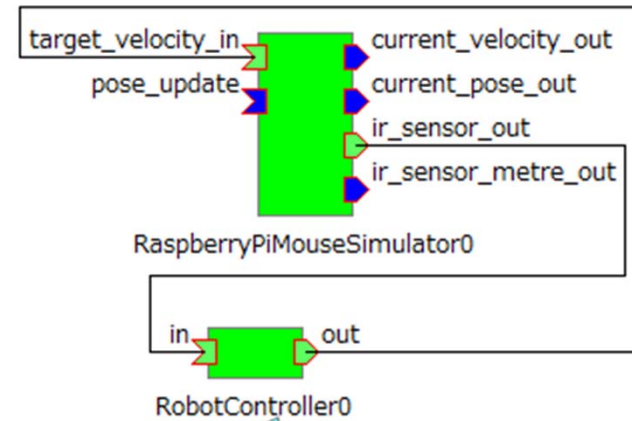 target_velocity_in
current_velocity_out
pose_update
current_pose_out
ir_sensor_out
ir_sensor_metre_out
RaspberryPiMouseSimulator0
in
out
RobotController0